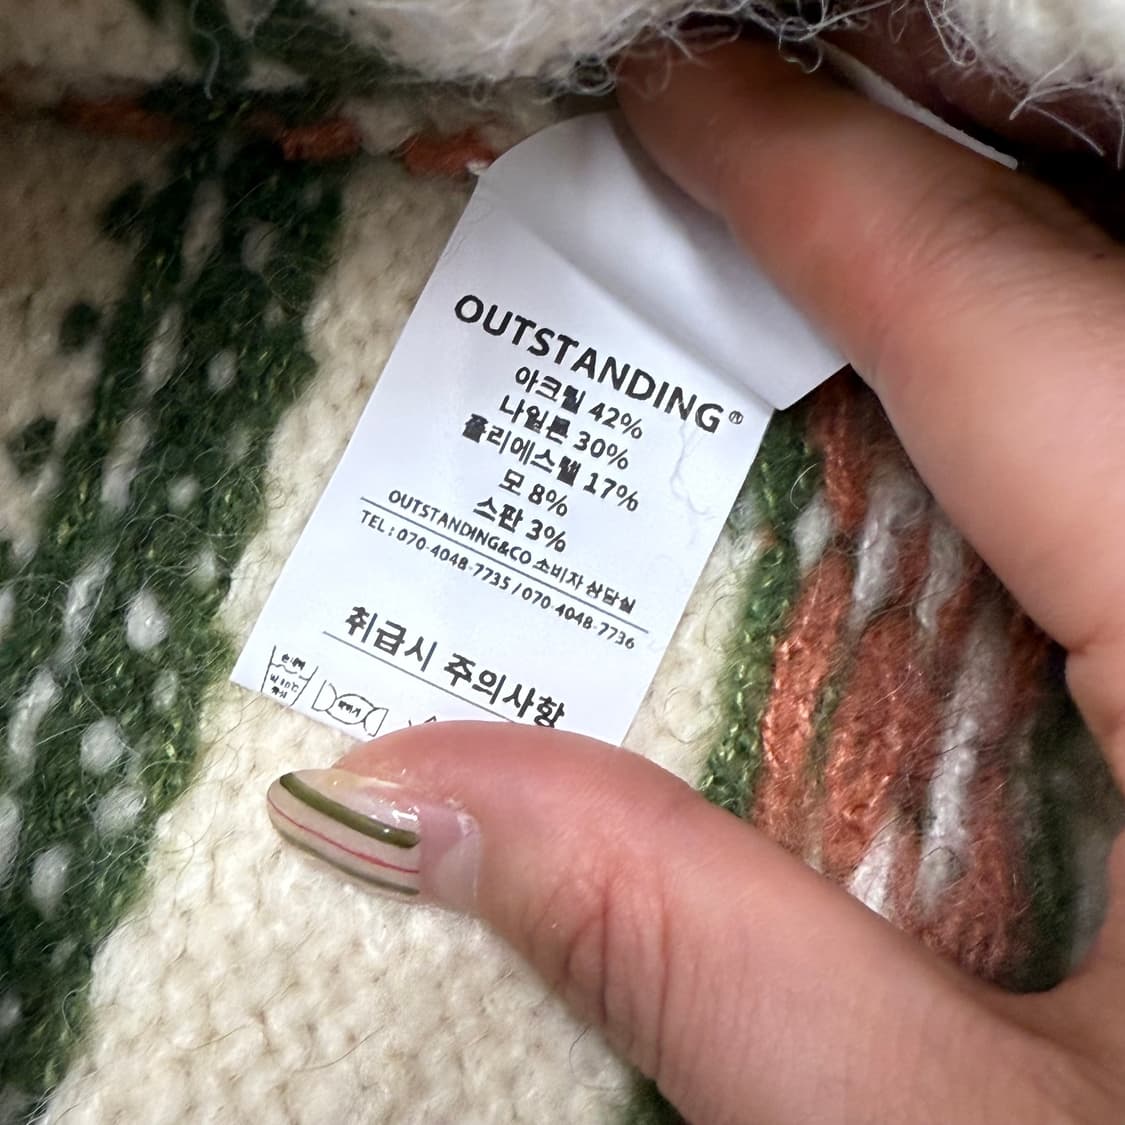 OUTSTANDING®
아크릴 42%
나일론 30%
폴리에스텔 17%
모 8%
스판 3%
OUTSTANDING&CO 소비자 상담실
TEL : 070-4048-7735 / 070-4048-7736
취급시 주의사항